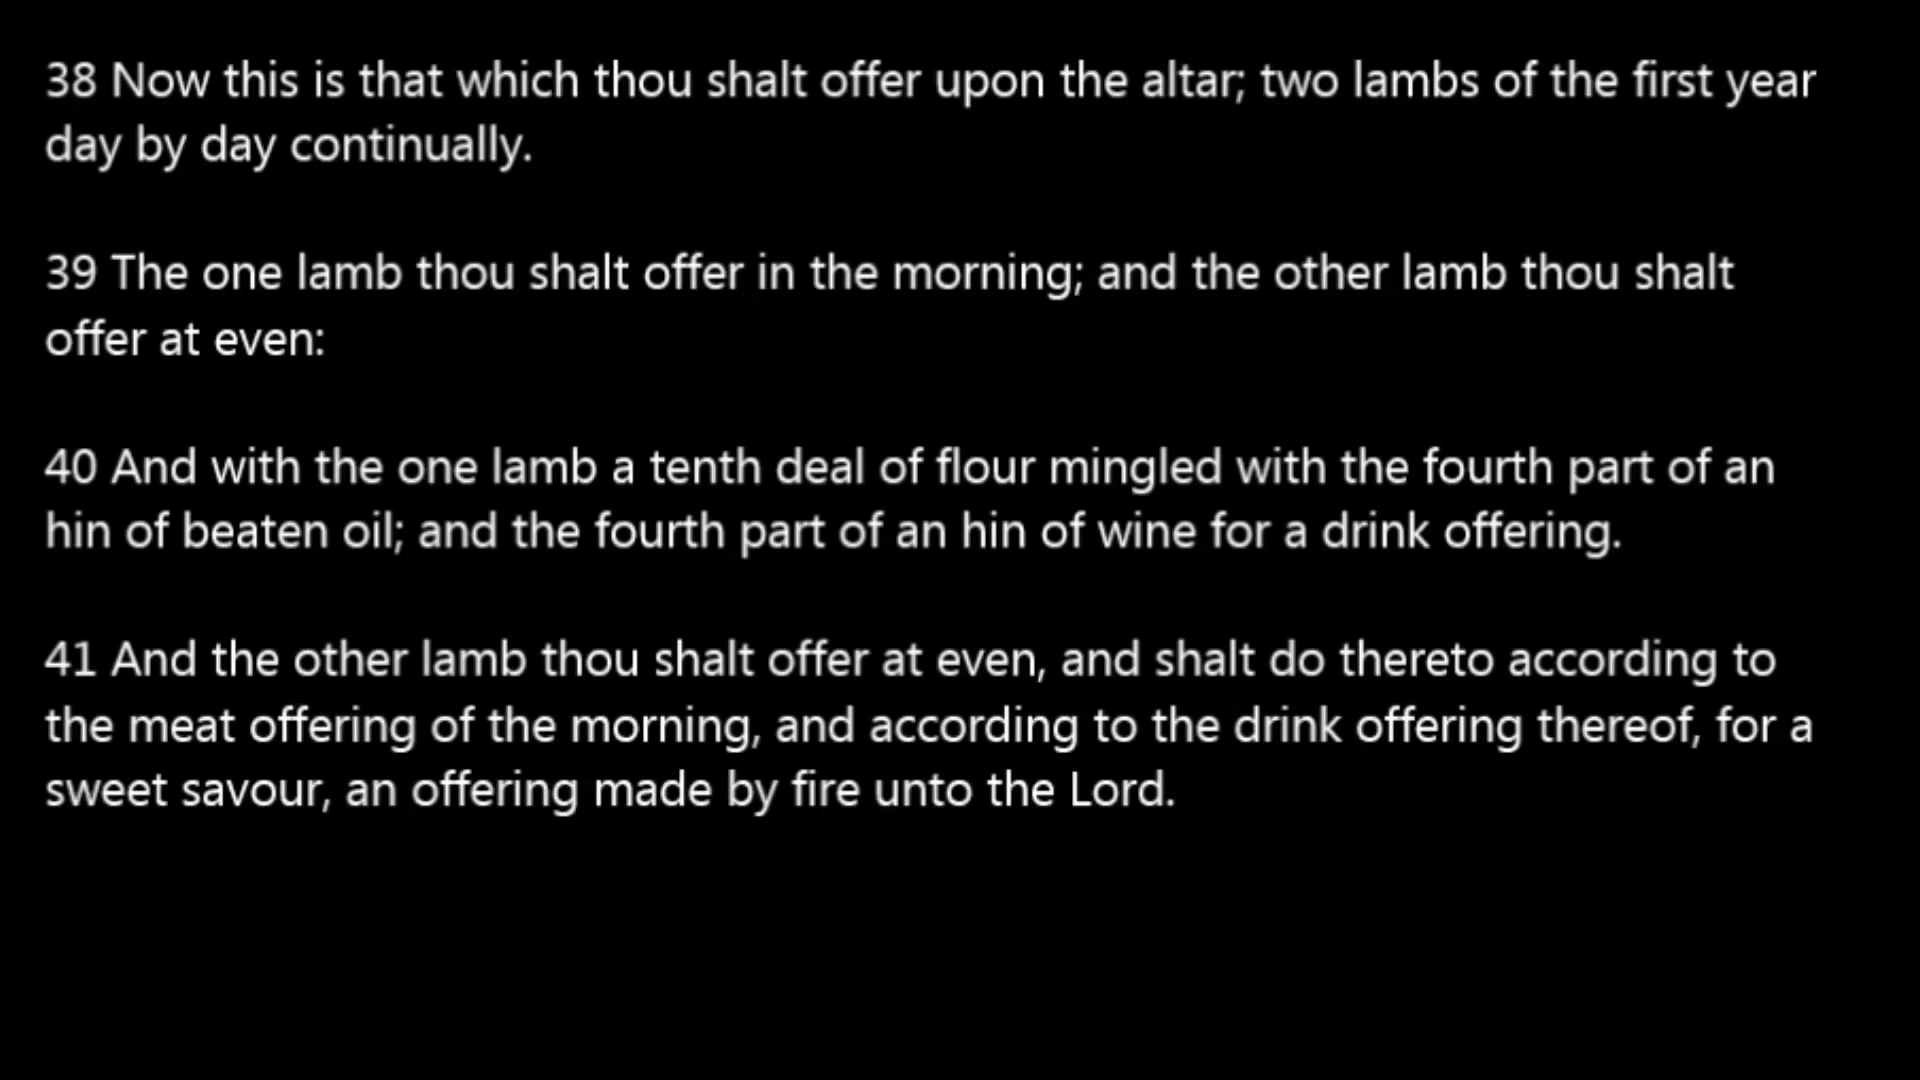 38 Now this is that which thou shalt offer upon the altar; two lambs of the first year
day by day continually.
39 The one lamb thou shalt offer in the morning; and the other lamb thou shalt
offer at even:
40 And with the one lamb a tenth deal of flour mingled with the fourth part of an
hin of beaten oil; and the fourth part of an hin of wine for a drink offering.
41 And the other lamb thou shalt offer at even, and shalt do thereto according to
the meat offering of the morning, and according to the drink offering thereof, for a
sweet savour, an offering made by fire unto the Lord.